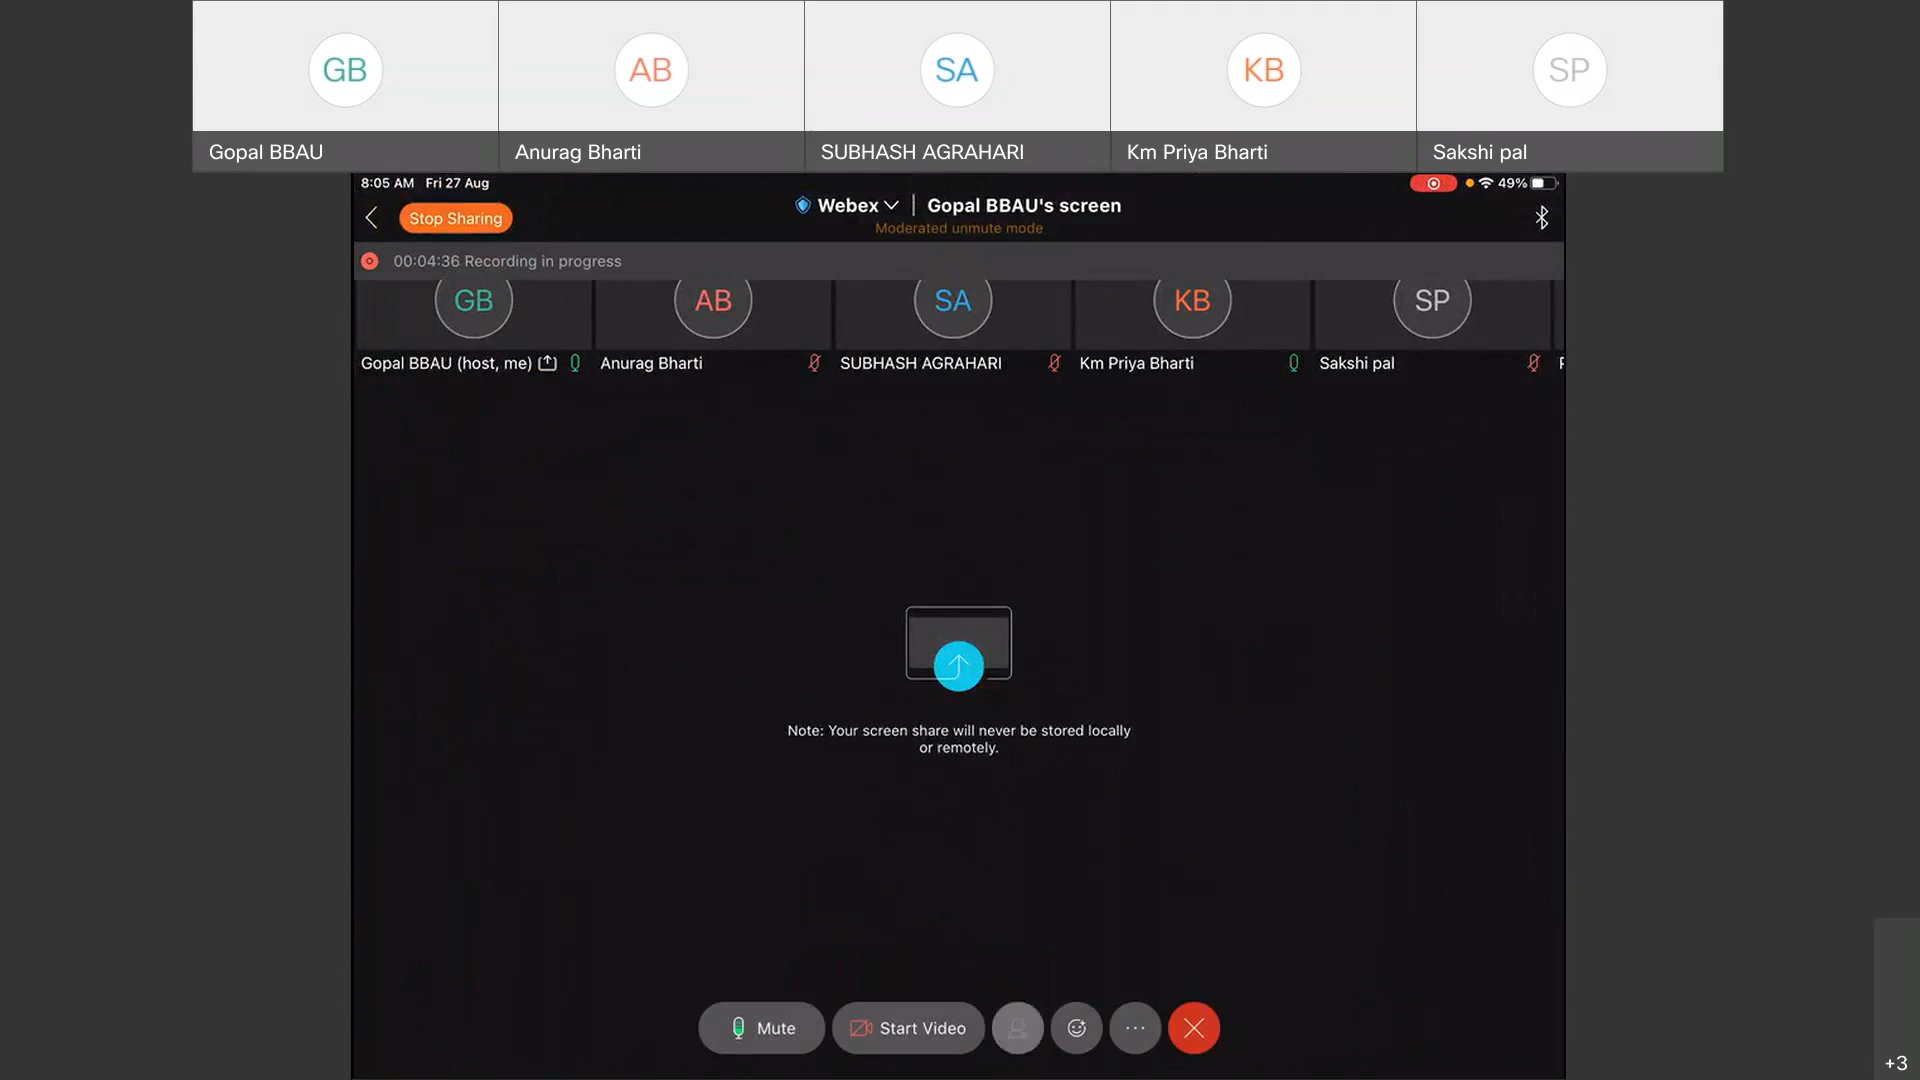 GB AB SA KB SP
Gopal BBAU Anurag Bharti SUBHASH AGRAHARI Km Priya Bharti Sakshi pal
8:05 AM Fri 27 Aug 49%
Stop Sharing Webex | Gopal BBAU's screen
Moderated unmute mode
00:04:36 Recording in progress
GB AB SA KB SP
Gopal BBAU (host, me) Anurag Bharti SUBHASH AGRAHARI Km Priya Bharti Sakshi pal
Note: Your screen share will never be stored locally
or remotely.
Mute Start Video
+3